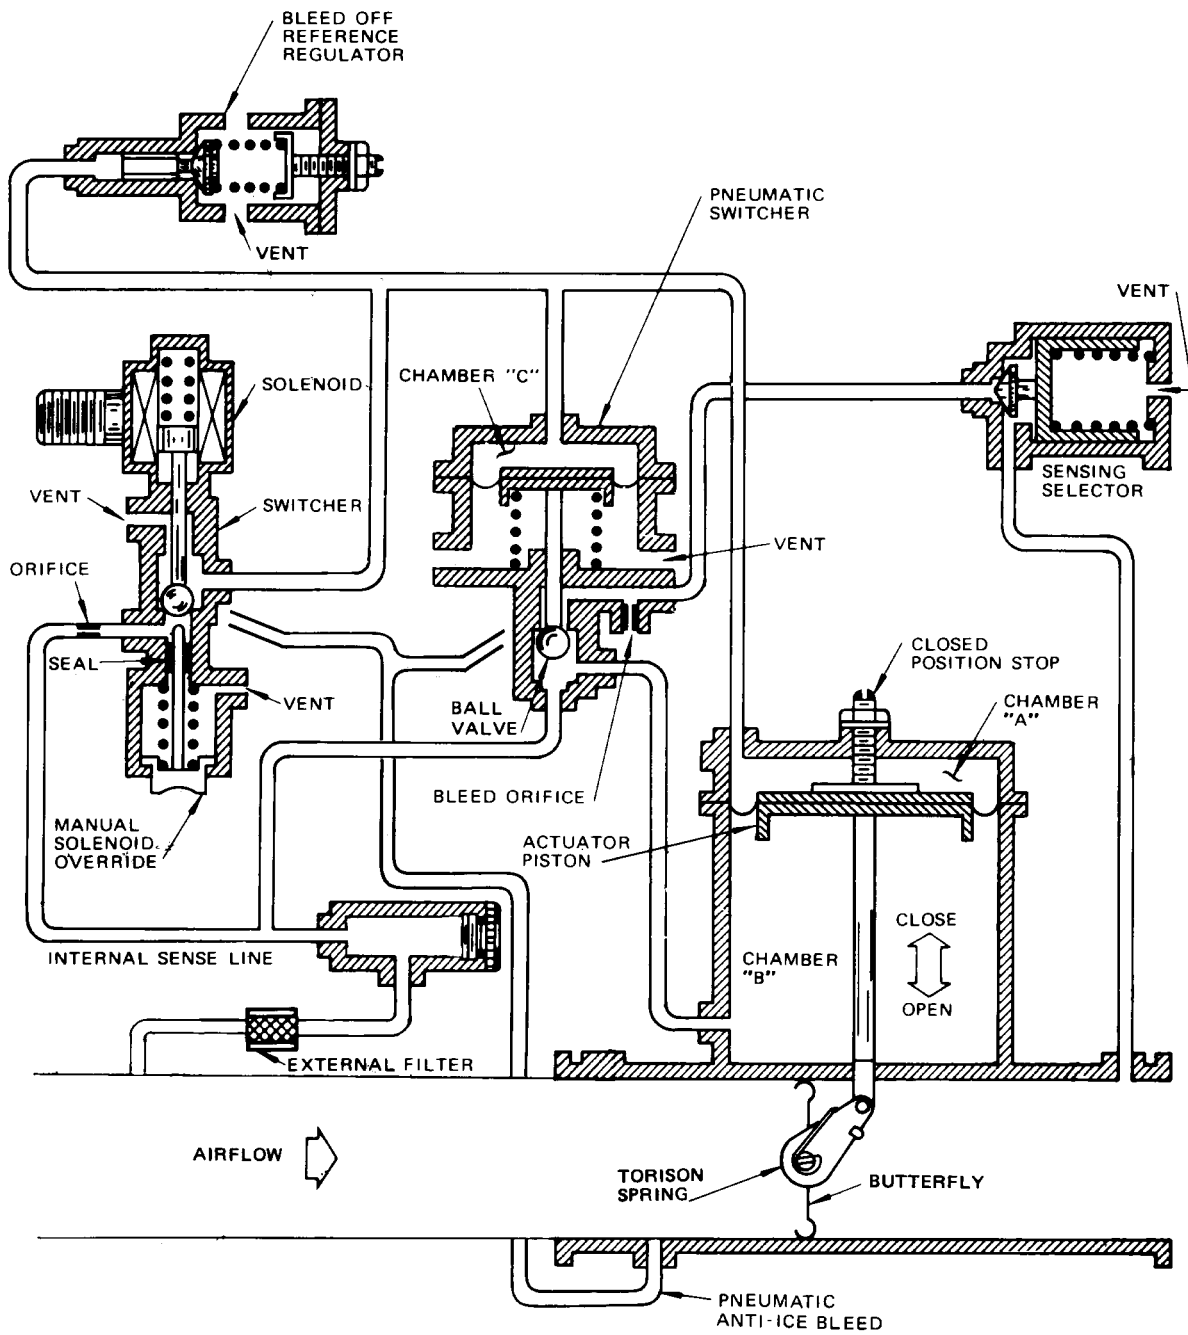 BLEED OFF
REFERENCE
REGULATOR
VENT
PNEUMATIC
SWITCHER
VENT
CHAMBER "C"
SOLENOID
SENSING
SELECTOR
VENT
SWITCHER
VENT
ORIFICE
SEAL
VENT
BALL
VALVE
CLOSED
POSITION STOP
CHAMBER
"A"
BLEED ORIFICE
MANUAL
SOLENOID
OVERRIDE
ACTUATOR
PISTON
CLOSE
OPEN
INTERNAL SENSE LINE
CHAMBER
"B"
EXTERNAL FILTER
AIRFLOW
TORISON
SPRING
BUTTERFLY
PNEUMATIC
ANTI-ICE BLEED